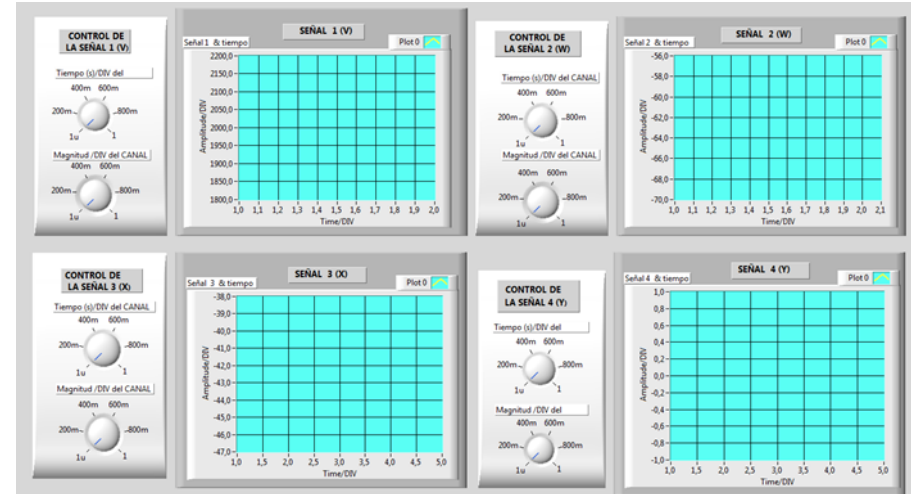 CONTROL DE
LA SEÑAL 1 (V)
Tiempo (s)/DIV del
400m 600m
200m 800m
1u 1
Magnitud /DIV del CANAL
400m 600m
200m 800m
1u 1
SEÑAL 1 (V)
Señal 1 & tiempo
Plot 0
Amplitude/DIV
2200,0
2150,0
2100,0
2050,0
2000,0
1950,0
1900,0
1850,0
1800,0
1,0 1,1 1,2 1,3 1,4 1,5 1,6 1,7 1,8 1,9 2,0
Time/DIV
CONTROL DE
LA SEÑAL 2 (W)
Tiempo (s)/DIV del CANAL
400m 600m
200m 800m
1u 1
Magnitud /DIV del CANAL
400m 600m
200m 800m
1u 1
SEÑAL 2 (W)
Señal 2 & tiempo
Plot 0
Amplitude/DIV
-56,0
-58,0
-60,0
-62,0
-64,0
-66,0
-68,0
-70,0
1,0 1,1 1,2 1,3 1,4 1,5 1,6 1,7 1,8 1,9 2,0 2,1
Time/DIV
CONTROL DE
LA SEÑAL 3 (X)
Tiempo (s)/DIV del CANAL
400m 600m
200m 800m
1u 1
Magnitud /DIV del CANAL
400m 600m
200m 800m
1u 1
SEÑAL 3 (X)
Señal 3 & tiempo
Plot 0
Amplitude/DIV
-38,0
-39,0
-40,0
-41,0
-42,0
-43,0
-44,0
-45,0
-46,0
-47,0
1,0 1,5 2,0 2,5 3,0 3,5 4,0 4,5 5,0
Time/DIV
CONTROL DE
LA SEÑAL 4 (Y)
Tiempo (s)/DIV del
400m 600m
200m 800m
1u 1
Magnitud /DIV del
400m 600m
200m 800m
1u 1
SEÑAL 4 (Y)
Señal 4 & tiempo
Plot 0
Amplitude/DIV
1,0
0,8
0,6
0,4
0,2
0,0
-0,2
-0,4
-0,6
-0,8
-1,0
1,0 1,5 2,0 2,5 3,0 3,5 4,0 4,5 5,0
Time/DIV